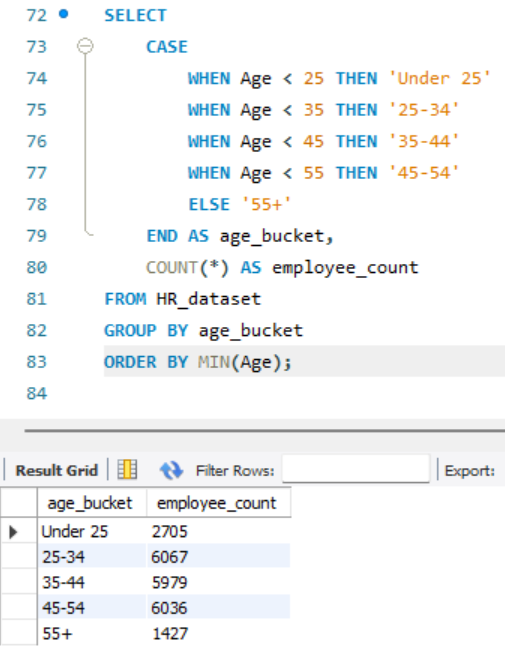 72 SELECT
73 CASE
74 WHEN Age < 25 THEN 'Under 25'
75 WHEN Age < 35 THEN '25-34'
76 WHEN Age < 45 THEN '35-44'
77 WHEN Age < 55 THEN '45-54'
78 ELSE '55+'
79 END AS age_bucket,
80 COUNT(*) AS employee_count
81 FROM HR_dataset
82 GROUP BY age_bucket
83 ORDER BY MIN(Age);
84
Result Grid Filter Rows: Export:
age_bucket employee_count
Under 25 2705
25-34 6067
35-44 5979
45-54 6036
55+ 1427